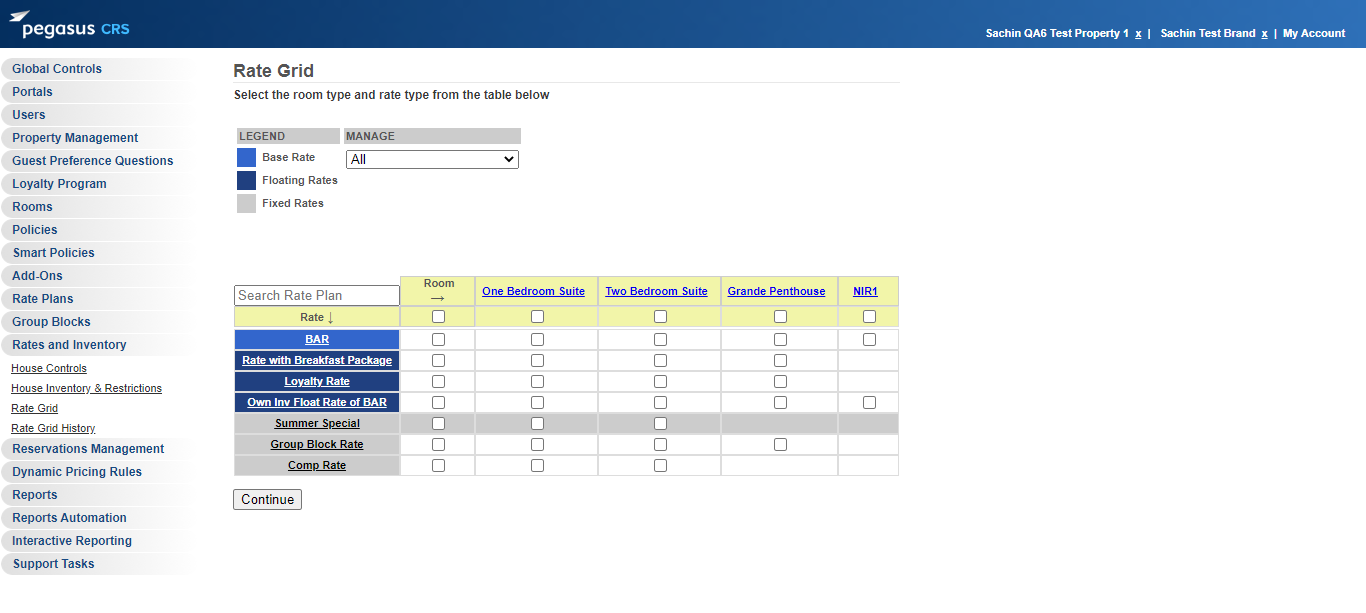 pegasus CRS
Sachin QA6 Test Property 1 x | Sachin Test Brand x | My Account
Global Controls
Portals
Users
Property Management
Guest Preference Questions
Loyalty Program
Rooms
Policies
Smart Policies
Add-Ons
Rate Plans
Group Blocks
Rates and Inventory
House Controls
House Inventory & Restrictions
Rate Grid
Rate Grid History
Reservations Management
Dynamic Pricing Rules
Reports
Reports Automation
Interactive Reporting
Support Tasks
Rate Grid
Select the room type and rate type from the table below
LEGEND MANAGE
Base Rate All
Floating Rates
Fixed Rates
Search Rate Plan Room → One Bedroom Suite Two Bedroom Suite Grande Penthouse NIR1
Rate ↓
BAR
Rate with Breakfast Package
Loyalty Rate
Own Inv Float Rate of BAR
Summer Special
Group Block Rate
Comp Rate
Continue